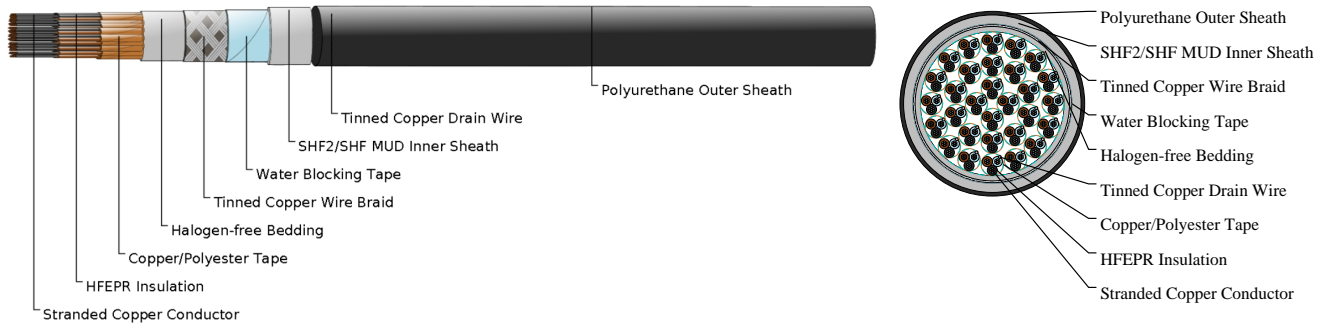 Polyurethane Outer Sheath
Tinned Copper Drain Wire
SHF2/SHF MUD Inner Sheath
Water Blocking Tape
Tinned Copper Wire Braid
Halogen-free Bedding
Copper/Polyester Tape
HFEPR Insulation
Stranded Copper Conductor
Polyurethane Outer Sheath
SHF2/SHF MUD Inner Sheath
Tinned Copper Wire Braid
Water Blocking Tape
Halogen-free Bedding
Tinned Copper Drain Wire
Copper/Polyester Tape
HFEPR Insulation
Stranded Copper Conductor